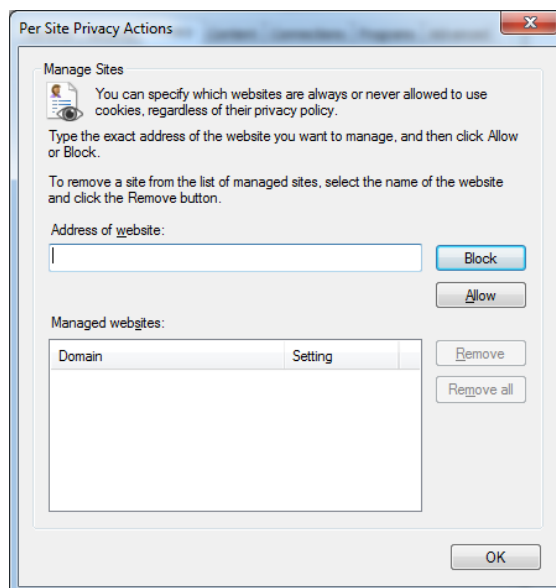 Per Site Privacy Actions
Manage Sites
You can specify which websites are always or never allowed to use
cookies, regardless of their privacy policy.
Type the exact address of the website you want to manage, and then click Allow
or Block.
To remove a site from the list of managed sites, select the name of the website
and click the Remove button.
Address of website:
Block
Allow
Managed websites:
Domain Setting
Remove
Remove all
OK